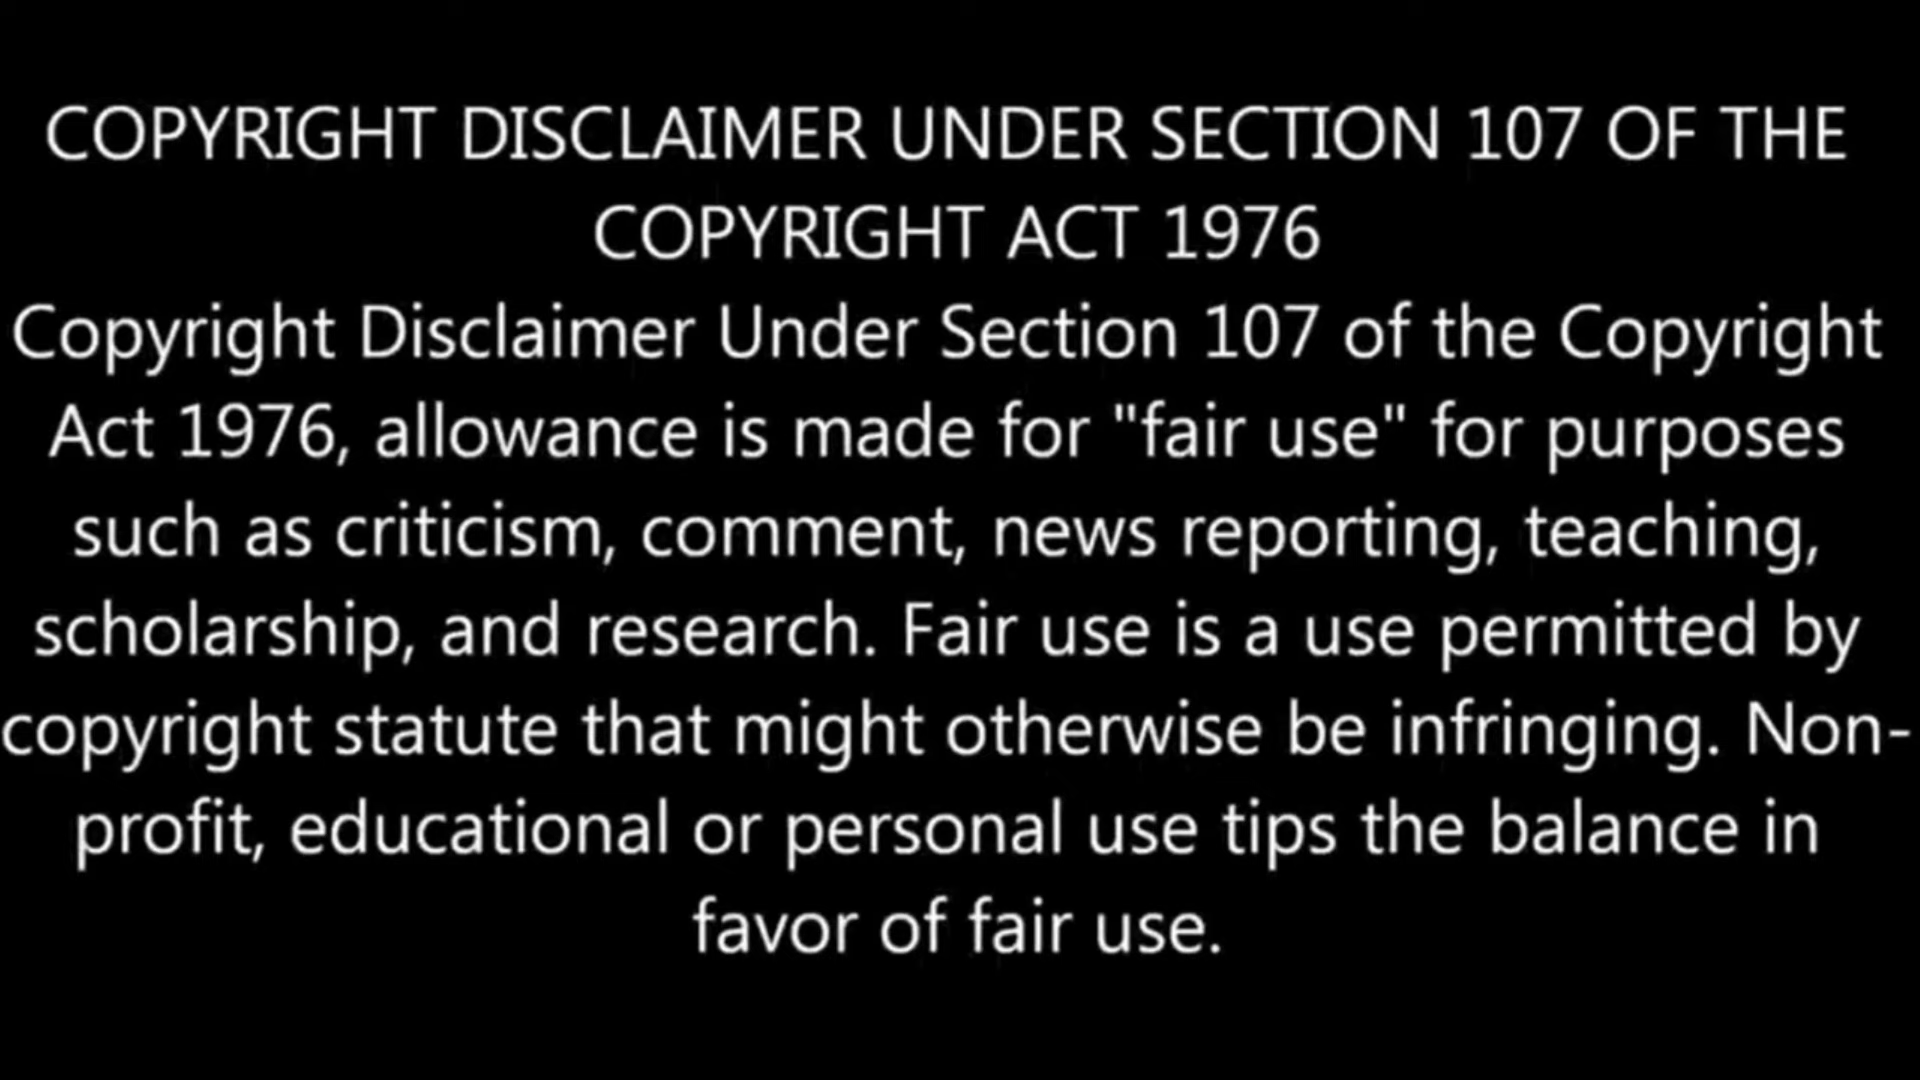 COPYRIGHT DISCLAIMER UNDER SECTION 107 OF THE
COPYRIGHT ACT 1976
Copyright Disclaimer Under Section 107 of the Copyright
Act 1976, allowance is made for "fair use" for purposes
such as criticism, comment, news reporting, teaching,
scholarship, and research. Fair use is a use permitted by
copyright statute that might otherwise be infringing. Non-
profit, educational or personal use tips the balance in
favor of fair use.